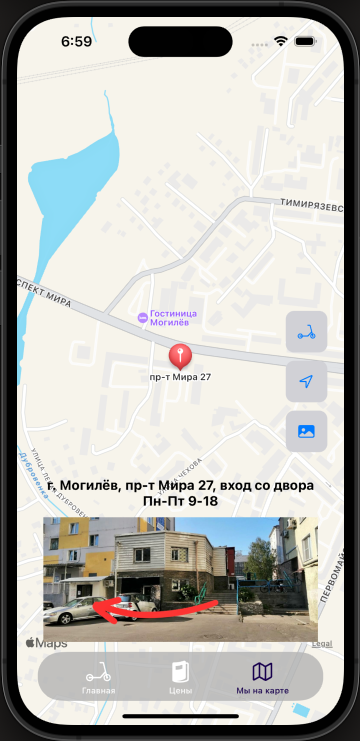 6:59
ТИМИРЯЗЕВС
СПЕКТ МИРА
Гостиница
Могилёв
пр-т Мира 27
УЛИЦА ЧЕХОВА
Дубровенка
г. Могилёв, пр-т Мира 27, вход со двора
Пн-Пт 9-18
ПЕРВОМАЙ
Maps
Legal
Главная
Цены
Мы на карте